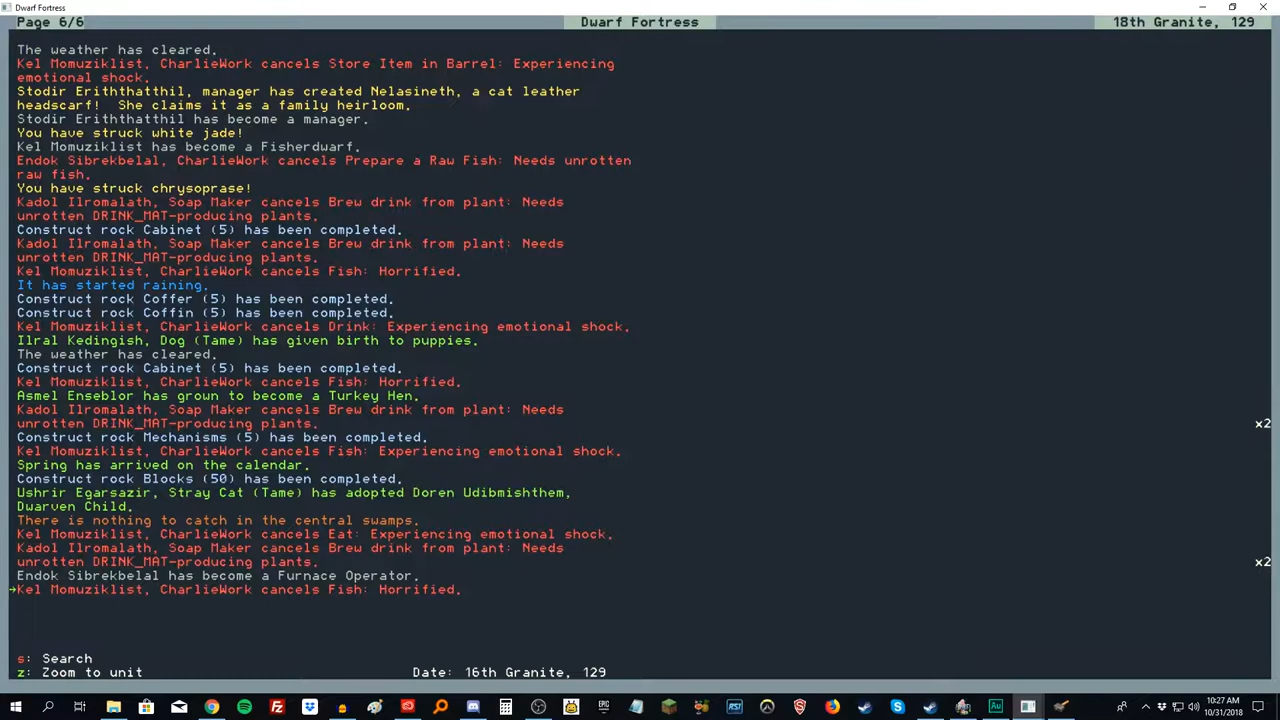 Dwarf Fortress
Page 6/6
Dwarf Fortress
18th Granite, 129
The weather has cleared.
Kel Momuziklist, CharlieWork cancels Store Item in Barrel: Experiencing
emotional shock.
Stodir Eriththatthil, manager has created Nelasineth, a cat leather
headscarf!  She claims it as a family heirloom.
Stodir Eriththatthil has become a manager.
You have struck white jade!
Kel Momuziklist has become a Fisherdwarf.
Endok Sibrekbelal, CharlieWork cancels Prepare a Raw Fish: Needs unrotten
raw fish.
You have struck chrysoprase!
Kadol Ilromalath, Soap Maker cancels Brew drink from plant: Needs
unrotten DRINK_MAT-producing plants.
Construct rock Cabinet (5) has been completed.
Kadol Ilromalath, Soap Maker cancels Brew drink from plant: Needs
unrotten DRINK_MAT-producing plants.
Kel Momuziklist, CharlieWork cancels Fish: Horrified.
It has started raining.
Construct rock Coffer (5) has been completed.
Construct rock Coffin (5) has been completed.
Kel Momuziklist, CharlieWork cancels Drink: Experiencing emotional shock.
Ilral Kedingish, Dog (Tame) has given birth to puppies.
The weather has cleared.
Construct rock Cabinet (5) has been completed.
Kel Momuziklist, CharlieWork cancels Fish: Horrified.
Asmel Enseblor has grown to become a Turkey Hen.
Kadol Ilromalath, Soap Maker cancels Brew drink from plant: Needs
unrotten DRINK_MAT-producing plants. x2
Construct rock Mechanisms (5) has been completed.
Kel Momuziklist, CharlieWork cancels Fish: Experiencing emotional shock.
Spring has arrived on the calendar.
Construct rock Blocks (50) has been completed.
Ushrir Egarsazir, Stray Cat (Tame) has adopted Doren Udibmishthem,
Dwarven Child.
There is nothing to catch in the central swamps.
Kel Momuziklist, CharlieWork cancels Eat: Experiencing emotional shock.
Kadol Ilromalath, Soap Maker cancels Brew drink from plant: Needs
unrotten DRINK_MAT-producing plants. x2
Endok Sibrekbelal has become a Furnace Operator.
→Kel Momuziklist, CharlieWork cancels Fish: Horrified.
s: Search
z: Zoom to unit
Date: 16th Granite, 129
10:27 AM
10/31/2018